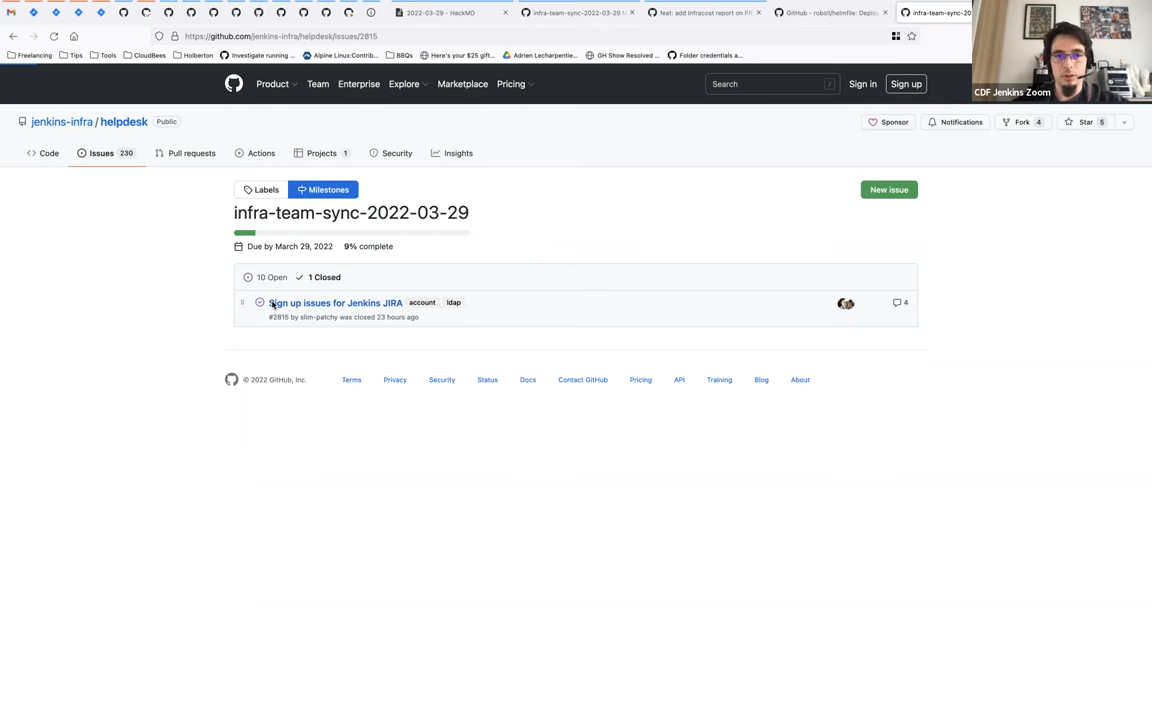 2022-03-29 - HackMD
infra-team-sync-2022-03-29
feat: add Infracost report on PR
GitHub - roboll/helmfile: Deploy
infra-team-sync-20
https://github.com/jenkins-infra/helpdesk/issues/2815
Freelancing Tips Tools CloudBees Holberton Investigate running ... Alpine Linux:Contrib... BBQs Here's your $25 gift... Adrien Lecharpentie... GH Show Resolved ... Folder credentials a...
Product Team Enterprise Explore Marketplace Pricing Search / Sign in Sign up
CDF Jenkins Zoom
jenkins-infra / helpdesk Public Sponsor Notifications Fork 4 Star 5
Code Issues 230 Pull requests Actions Projects 1 Security Insights
Labels Milestones New issue
infra-team-sync-2022-03-29
Due by March 29, 2022 9% complete
10 Open 1 Closed
Sign up issues for Jenkins JIRA account ldap 4
#2815 by slim-patchy was closed 23 hours ago
© 2022 GitHub, Inc. Terms Privacy Security Status Docs Contact GitHub Pricing API Training Blog About